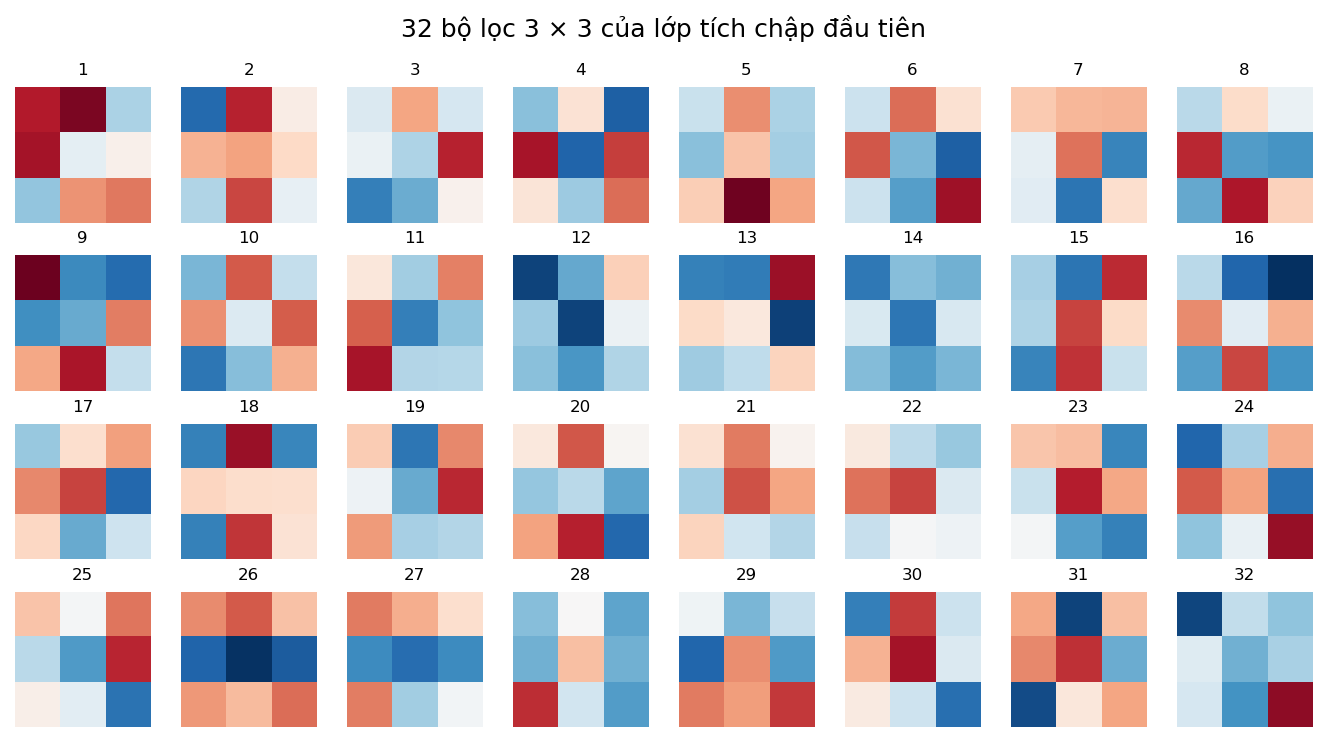 32 bộ lọc 3 × 3 của lớp tích chập đầu tiên
1 2 3 4 5 6 7 8
9 10 11 12 13 14 15 16
17 18 19 20 21 22 23 24
25 26 27 28 29 30 31 32